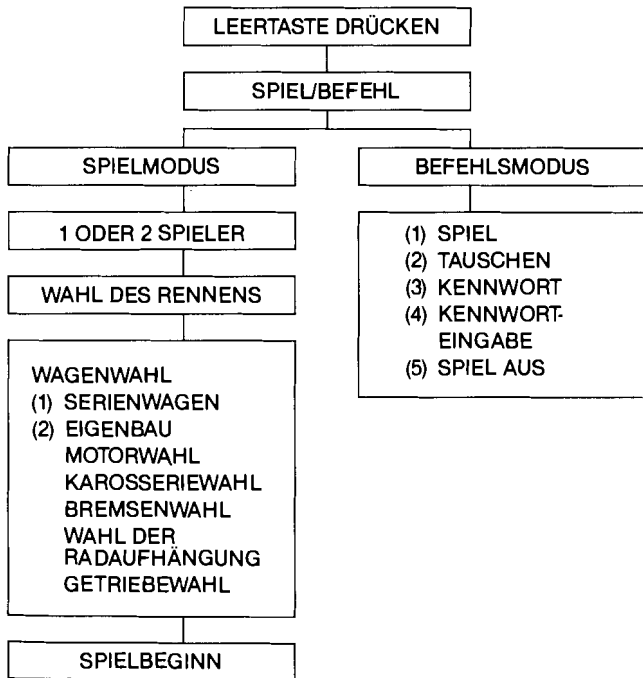 LEERTASTE DRÜCKEN
SPIEL/BEFEHL
SPIELMODUS
1 ODER 2 SPIELER
WAHL DES RENNENS
WAGENWAHL
(1) SERIENWAGEN
(2) EIGENBAU
MOTORWAHL
KAROSSERIEWAHL
BREMSENWAHL
WAHL DER
RADAUFHÄNGUNG
GETRIEBEWAHL
SPIELBEGINN
BEFEHLSMODUS
(1) SPIEL
(2) TAUSCHEN
(3) KENNWORT
(4) KENNWORT-
EINGABE
(5) SPIEL AUS